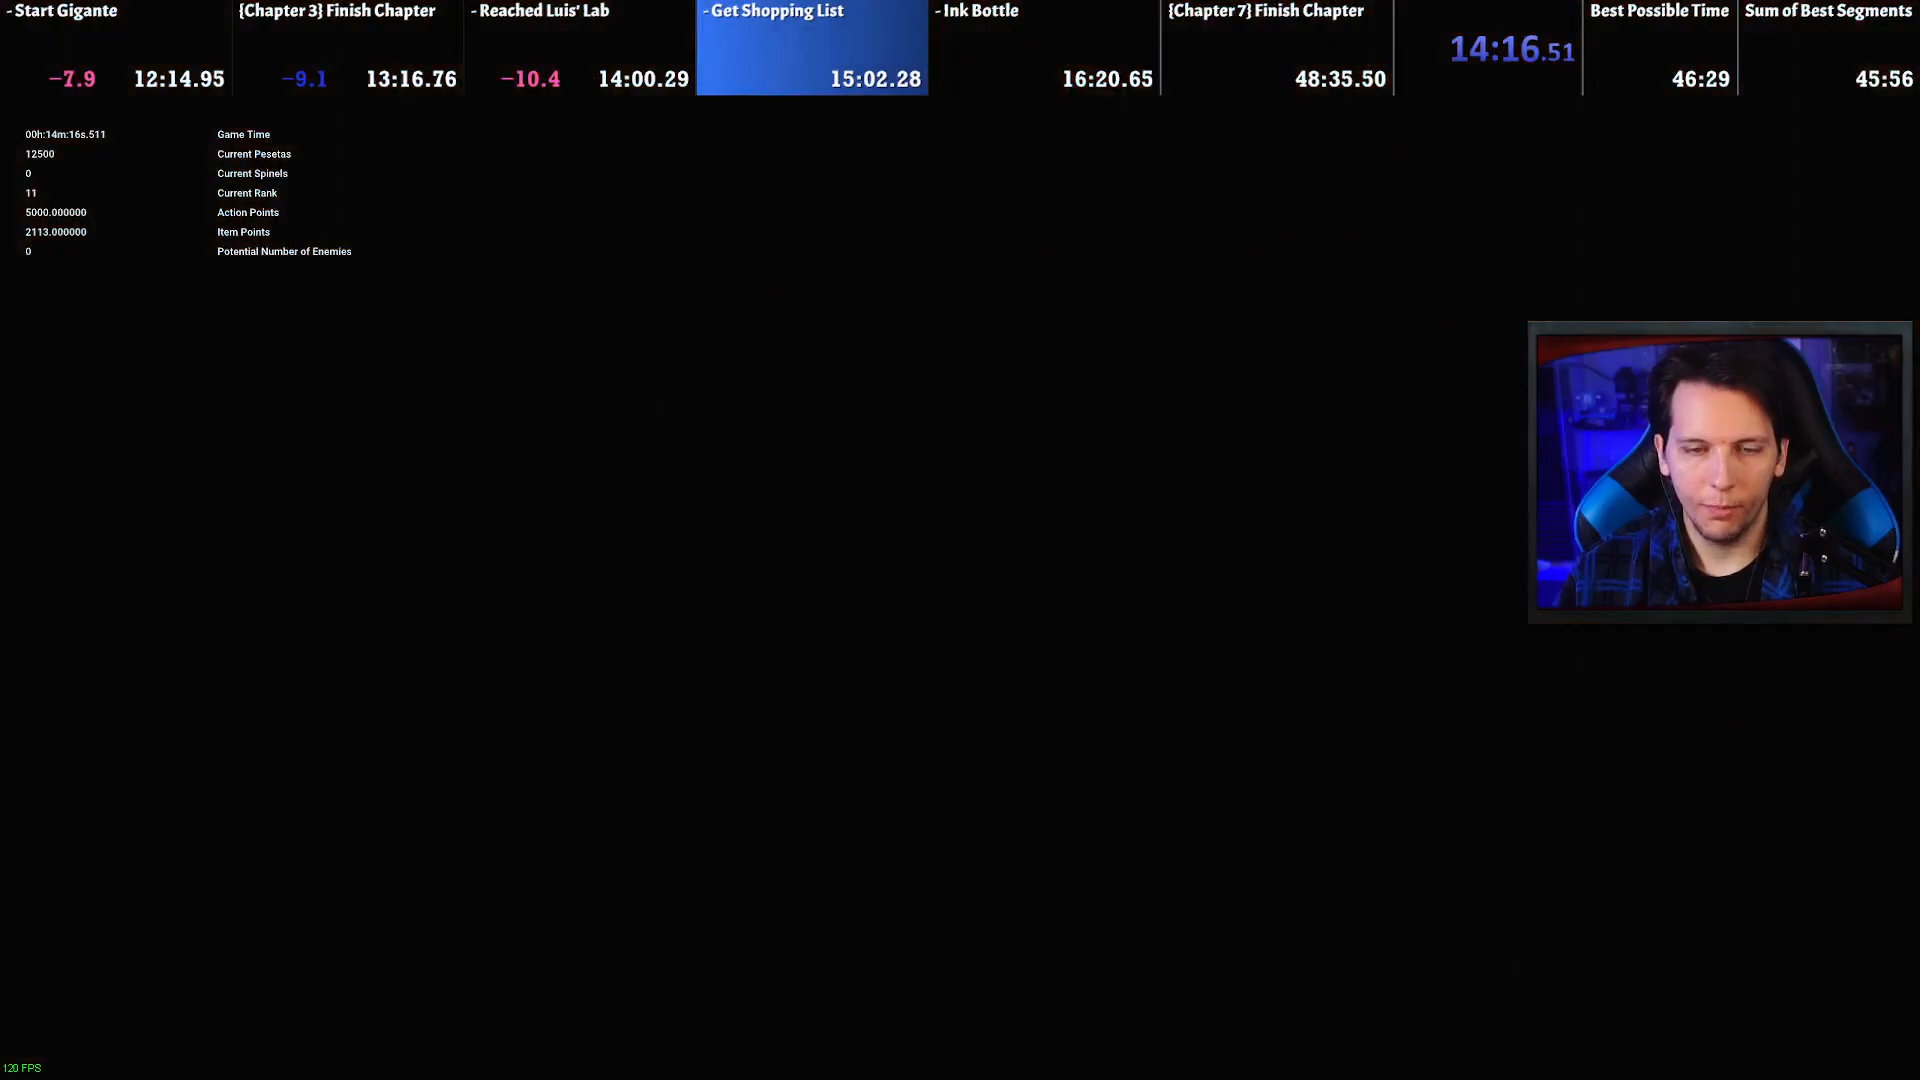 - Start Gigante
−7.9 12:14.95
{Chapter 3} Finish Chapter
−9.1 13:16.76
- Reached Luis' Lab
−10.4 14:00.29
- Get Shopping List
15:02.28
- Ink Bottle
16:20.65
{Chapter 7} Finish Chapter
48:35.50
14:16.51
Best Possible Time
46:29
Sum of Best Segments
45:56
00h:14m:16s.511 Game Time
12500 Current Pesetas
0 Current Spinels
11 Current Rank
5000.000000 Action Points
2113.000000 Item Points
0 Potential Number of Enemies
120 FPS